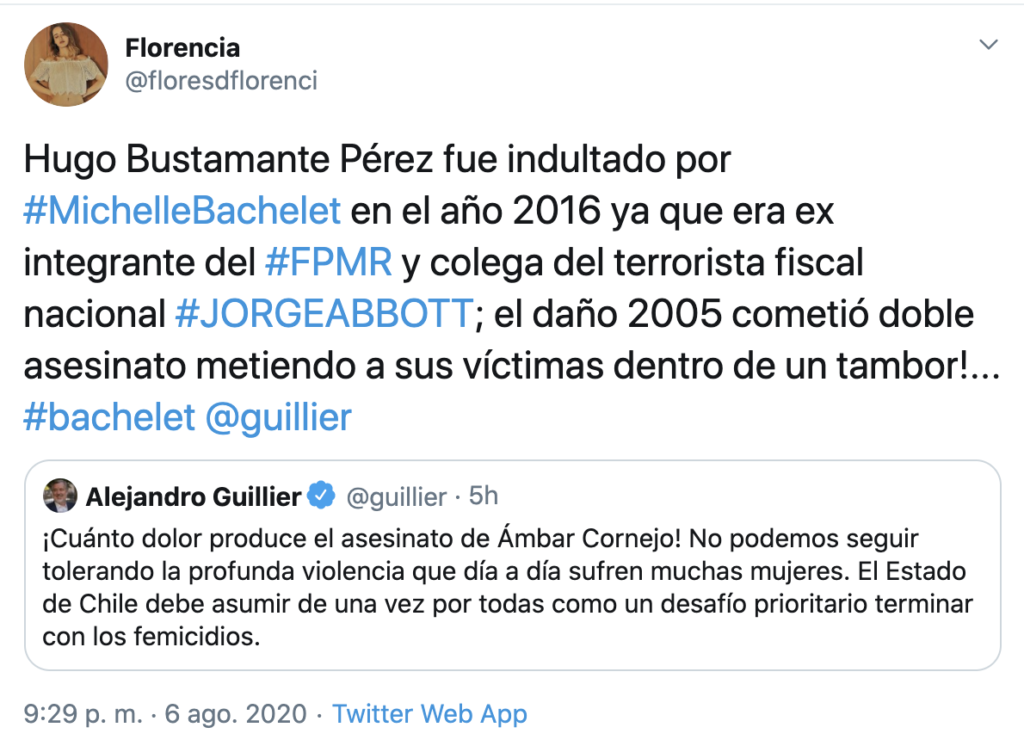 Florencia
@floresdflorenci
Hugo Bustamante Pérez fue indultado por
#MichelleBachelet en el año 2016 ya que era ex
integrante del #FPMR y colega del terrorista fiscal
nacional #JORGEABBOTT; el daño 2005 cometió doble
asesinato metiendo a sus víctimas dentro de un tambor!...
#bachelet @guillier
Alejandro Guillier @guillier · 5h
¡Cuánto dolor produce el asesinato de Ámbar Cornejo! No podemos seguir
tolerando la profunda violencia que día a día sufren muchas mujeres. El Estado
de Chile debe asumir de una vez por todas como un desafío prioritario terminar
con los femicidios.
9:29 p. m. · 6 ago. 2020 · Twitter Web App